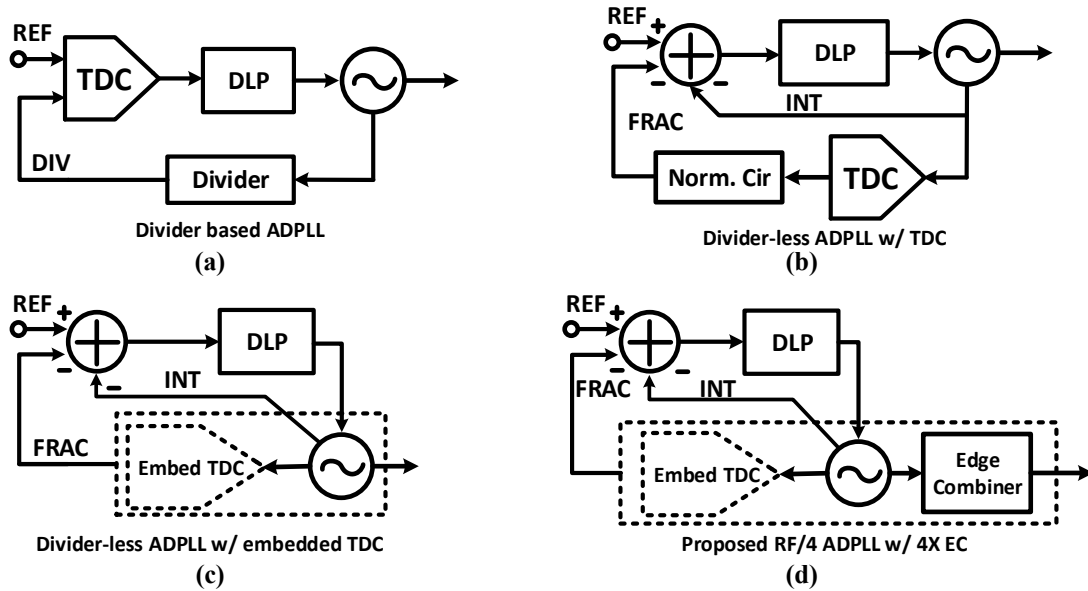 REF
TDC
DLP
DIV
Divider
Divider based ADPLL
(a)
REF
+
DLP
−
−
INT
FRAC
Norm. Cir
TDC
Divider-less ADPLL w/ TDC
(b)
REF
+
DLP
−
−
INT
FRAC
Embed TDC
Divider-less ADPLL w/ embedded TDC
(c)
REF
+
DLP
−
−
FRAC
INT
Embed TDC
Edge
Combiner
Proposed RF/4 ADPLL w/ 4X EC
(d)